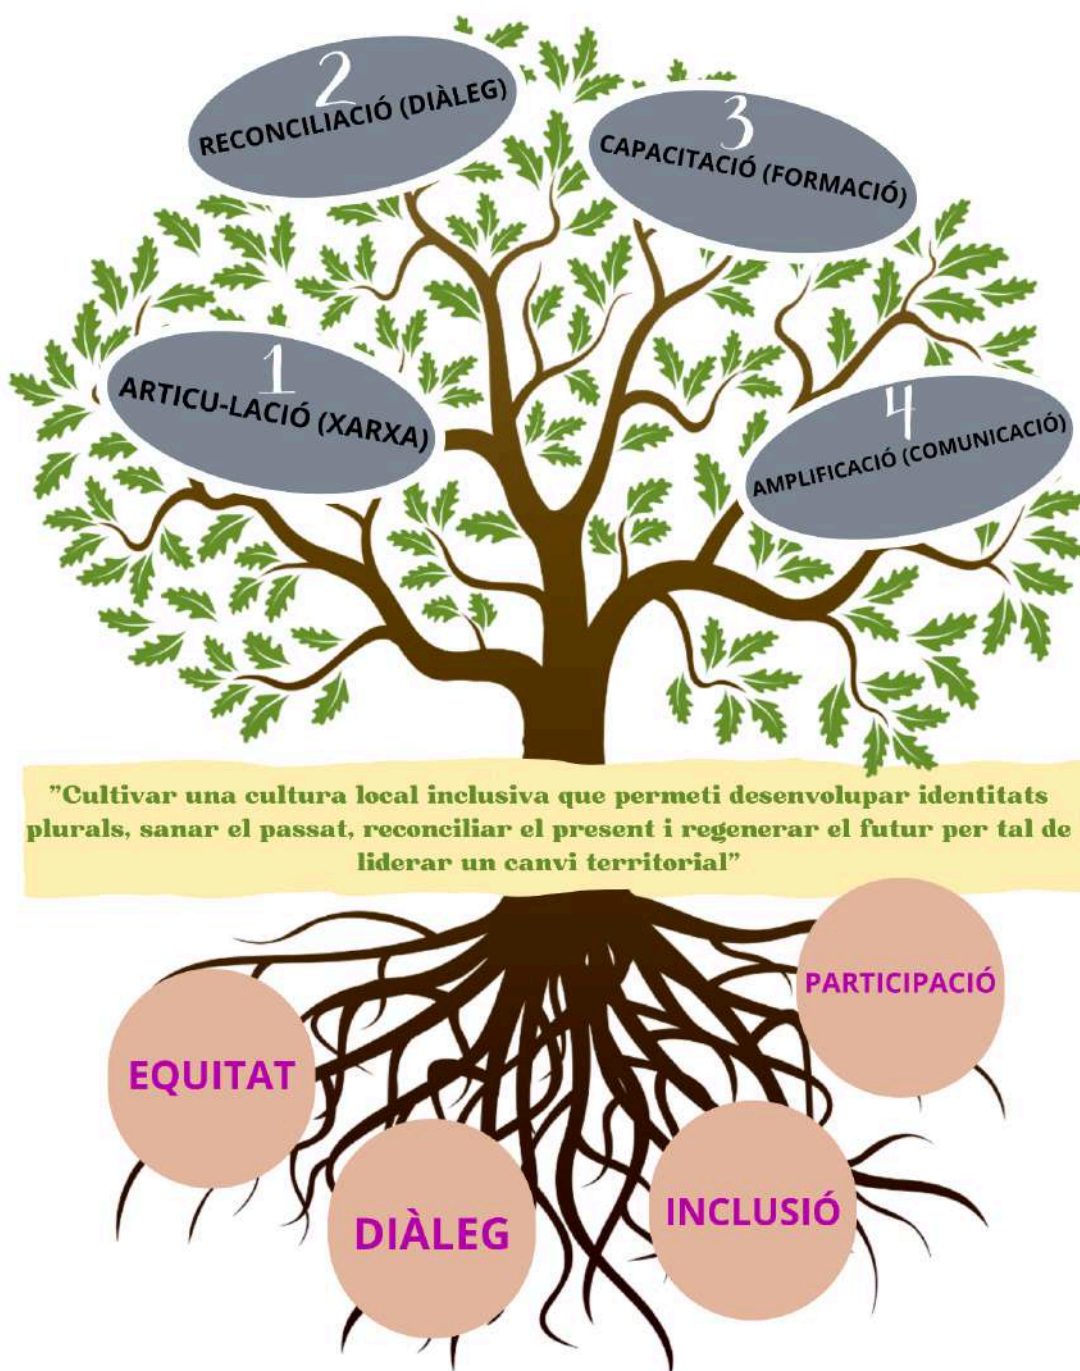 2
RECONCILIACIÓ (DIÀLEG)
3
CAPACITACIÓ (FORMACIÓ)
1
ARTICU-LACIÓ (XARXA)
4
AMPLIFICACIÓ (COMUNICACIÓ)
"Cultivar una cultura local inclusiva que permeti desenvolupar identitats
plurals, sanar el passat, reconciliar el present i regenerar el futur per tal de
liderar un canvi territorial"
PARTICIPACIÓ
EQUITAT
INCLUSIÓ
DIÀLEG